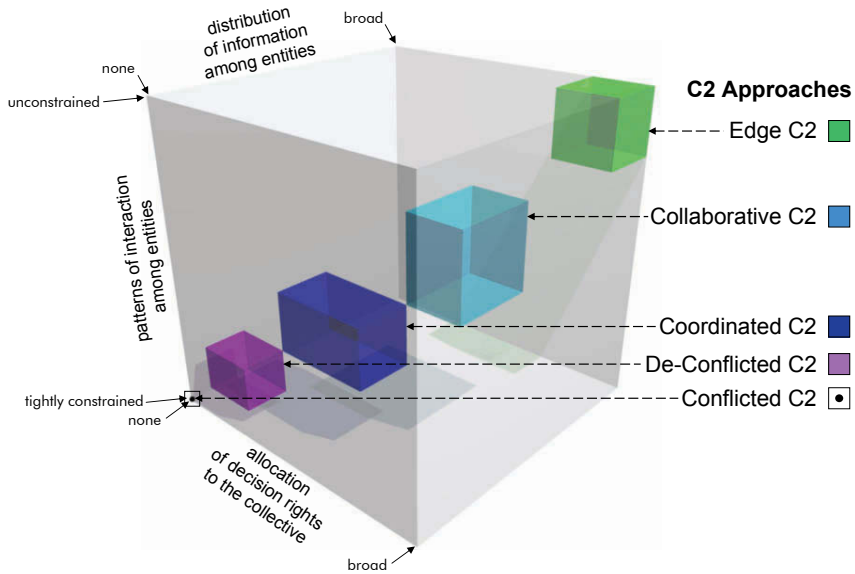 distribution
of information
among entities
broad
none
unconstrained
C2 Approaches
Edge C2
Collaborative C2
patterns of interaction
among entities
Coordinated C2
De-Conflicted C2
tightly constrained
Conflicted C2
none
allocation
of decision rights
to the collective
broad